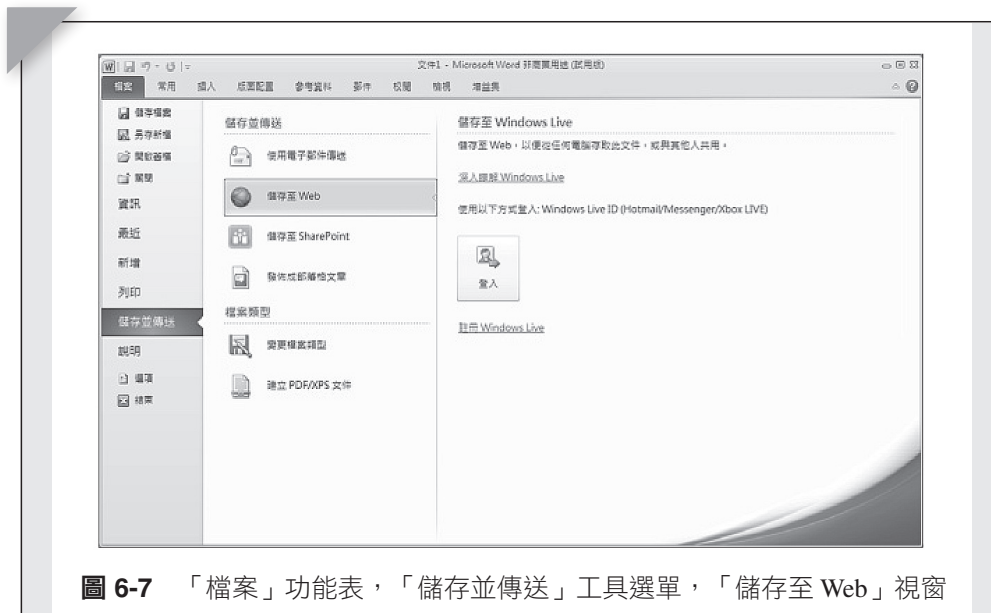 文件1 - Microsoft Word 非商業用途 (試用版)
檔案 常用 插入 版面配置 參考資料 郵件 校閱 檢視 增益集
儲存檔案
另存新檔
開啟舊檔
關閉
資訊
最近
新增
列印
儲存並傳送
說明
選項
結束
儲存並傳送
使用電子郵件傳送
儲存至 Web
儲存至 SharePoint
發佈成部落格文章
檔案類型
變更檔案類型
建立 PDF/XPS 文件
儲存至 Windows Live
儲存至 Web，以便從任何電腦存取此文件，或與其他人共用。
深入瞭解 Windows Live
使用以下方式登入: Windows Live ID (Hotmail/Messenger/Xbox LIVE)
登入
註冊 Windows Live
圖 6-7 「檔案」功能表，「儲存並傳送」工具選單，「儲存至 Web」視窗